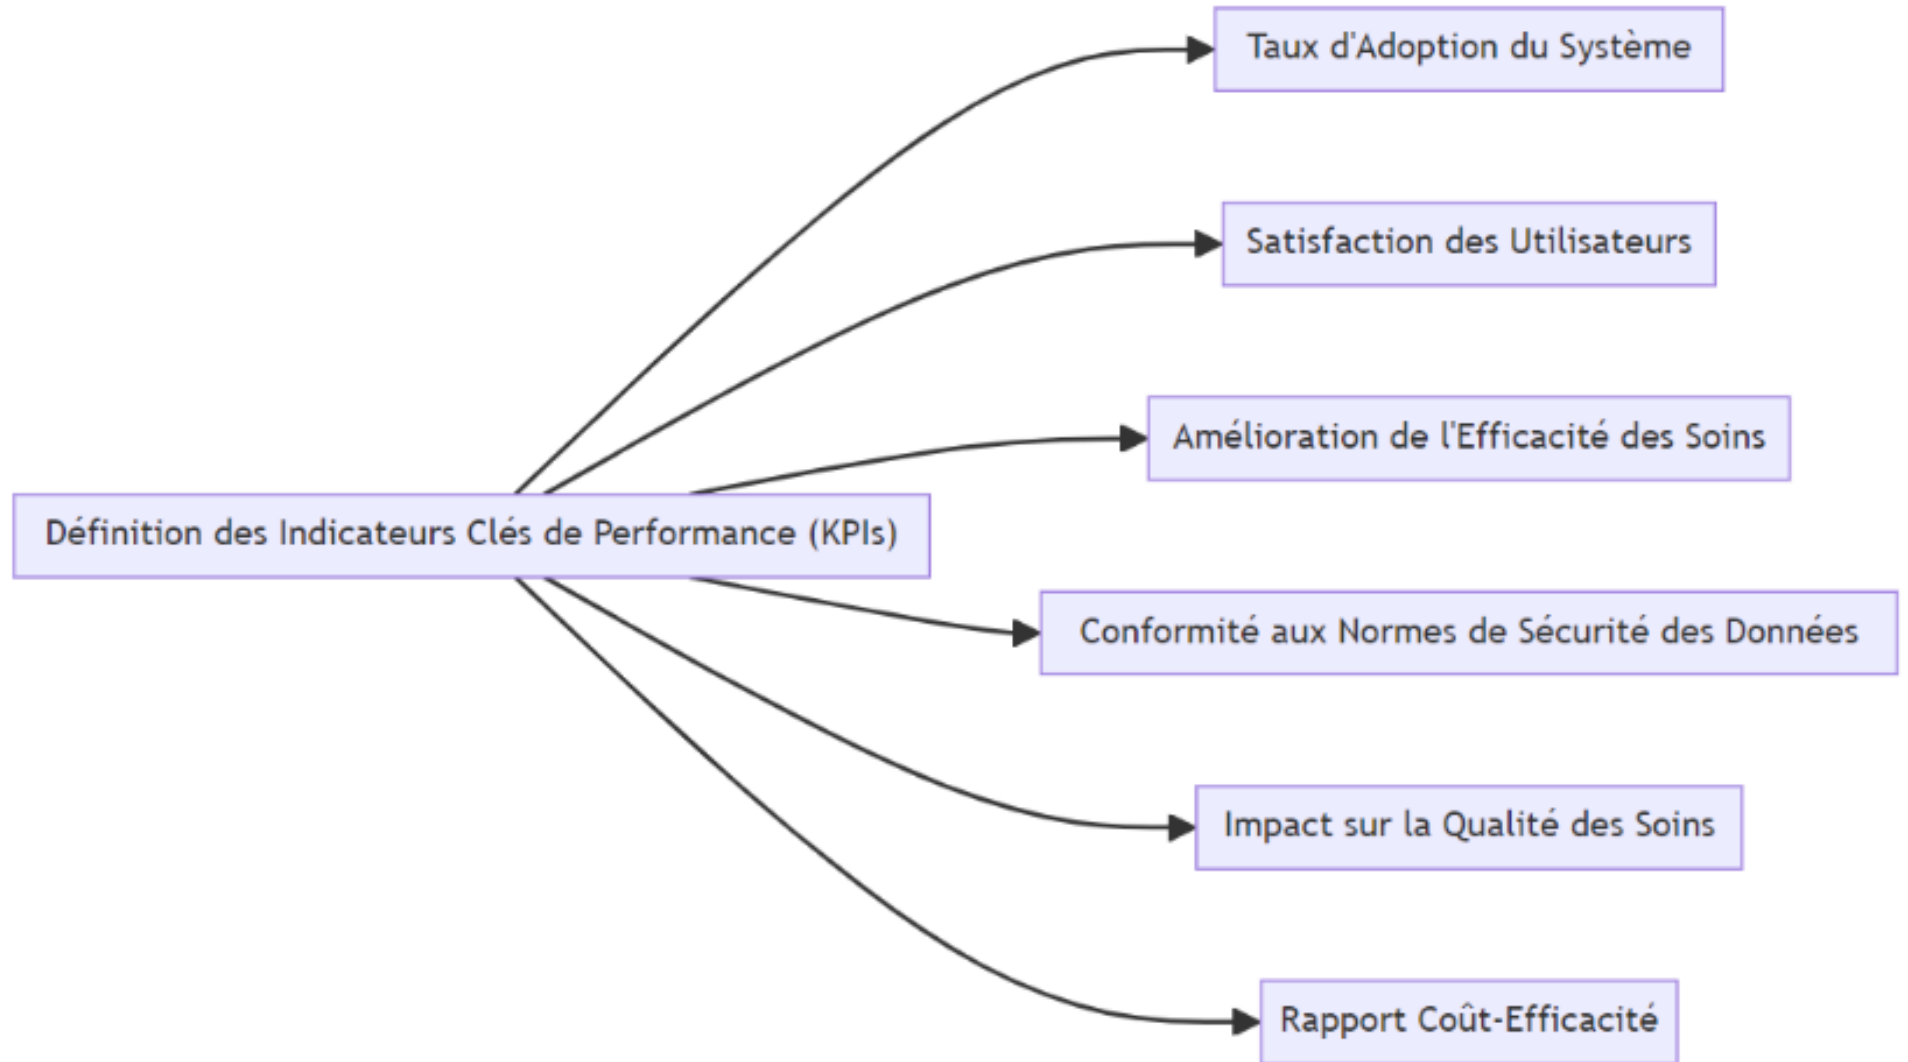 Taux d'Adoption du Système
Satisfaction des Utilisateurs
Amélioration de l'Efficacité des Soins
Définition des Indicateurs Clés de Performance (KPIs)
Conformité aux Normes de Sécurité des Données
Impact sur la Qualité des Soins
Rapport Coût-Efficacité